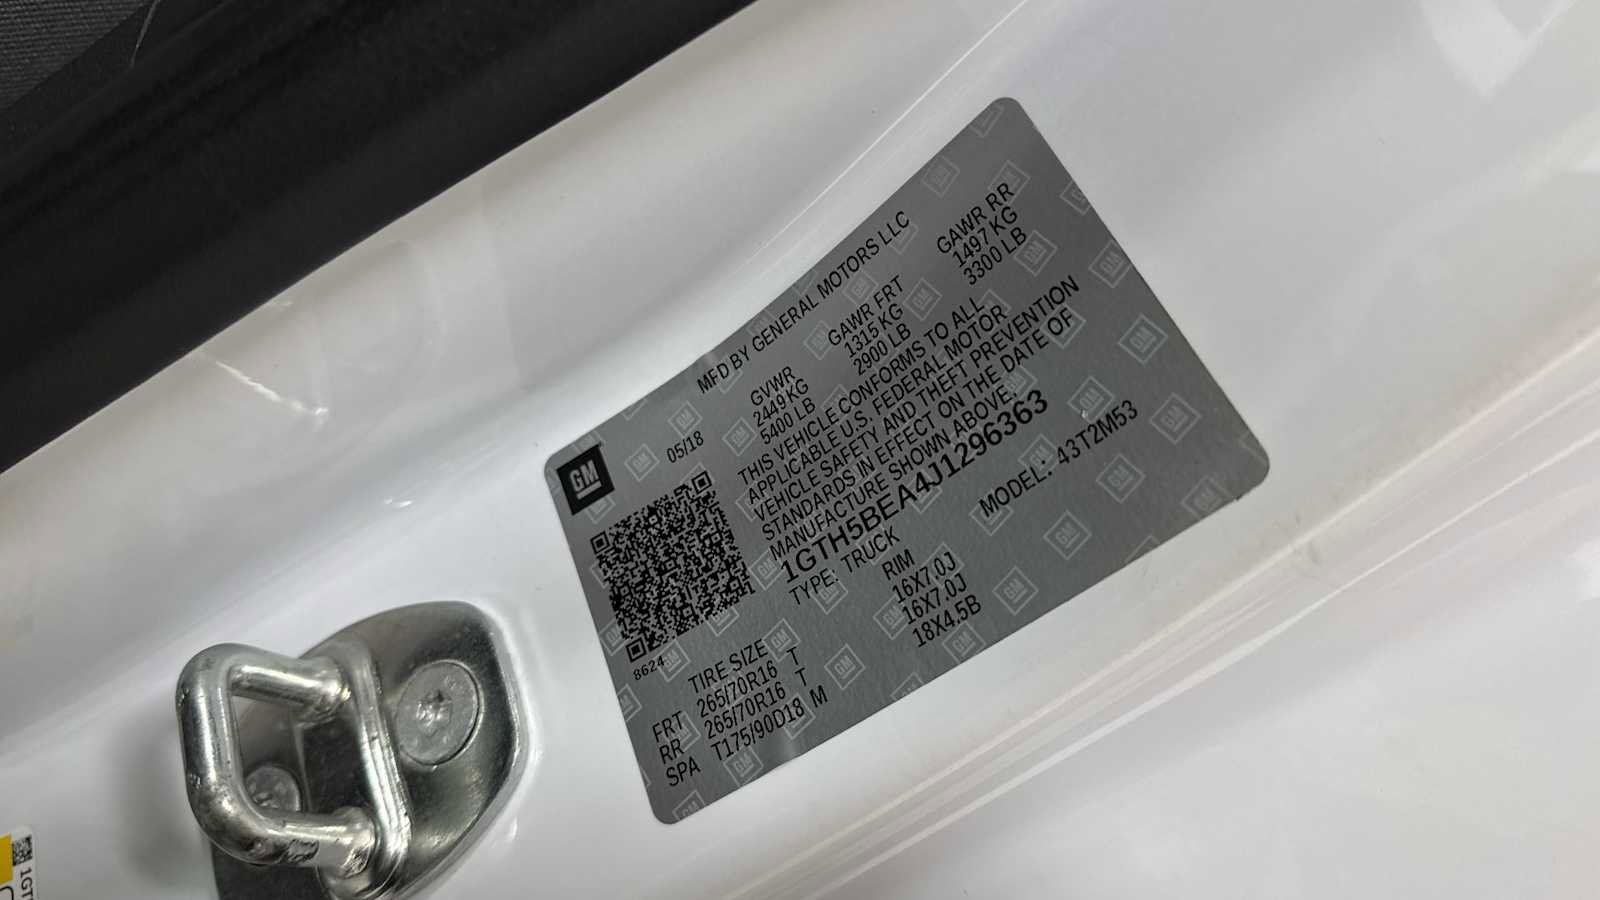 GM
MFD BY GENERAL MOTORS LLC
05/18
GVWR GAWR FRT GAWR RR
2449 KG 1315 KG 1497 KG
5400 LB 2900 LB 3300 LB
THIS VEHICLE CONFORMS TO ALL
APPLICABLE U.S. FEDERAL MOTOR
VEHICLE SAFETY AND THEFT PREVENTION
STANDARDS IN EFFECT ON THE DATE OF
MANUFACTURE SHOWN ABOVE.
1GTH5BEA4J1296363
TYPE: TRUCK MODEL: 43T2M53
8624
TIRE SIZE RIM
FRT 265/70R16 T 16X7.0J
RR 265/70R16 T 16X7.0J
SPA T175/90D18 M 18X4.5B
1GT